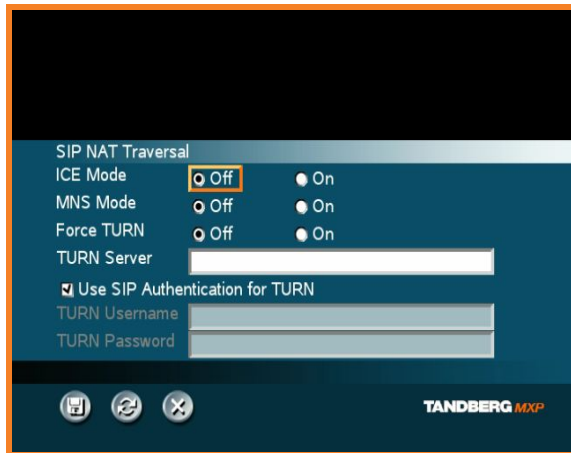 SIP NAT Traversal
ICE Mode Off On
MNS Mode Off On
Force TURN Off On
TURN Server
Use SIP Authentication for TURN
TURN Username
TURN Password
TANDBERG MXP